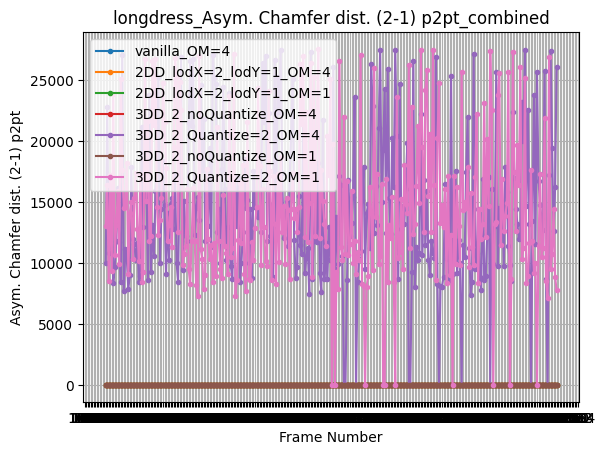 longdress_Asym. Chamfer dist. (2-1) p2pt_combined
vanilla_OM=4
2DD_lodX=2_lodY=1_OM=4
2DD_lodX=2_lodY=1_OM=1
3DD_2_noQuantize_OM=4
3DD_2_Quantize=2_OM=4
3DD_2_noQuantize_OM=1
3DD_2_Quantize=2_OM=1
Asym. Chamfer dist. (2-1) p2pt
25000
20000
15000
10000
5000
0
Frame Number